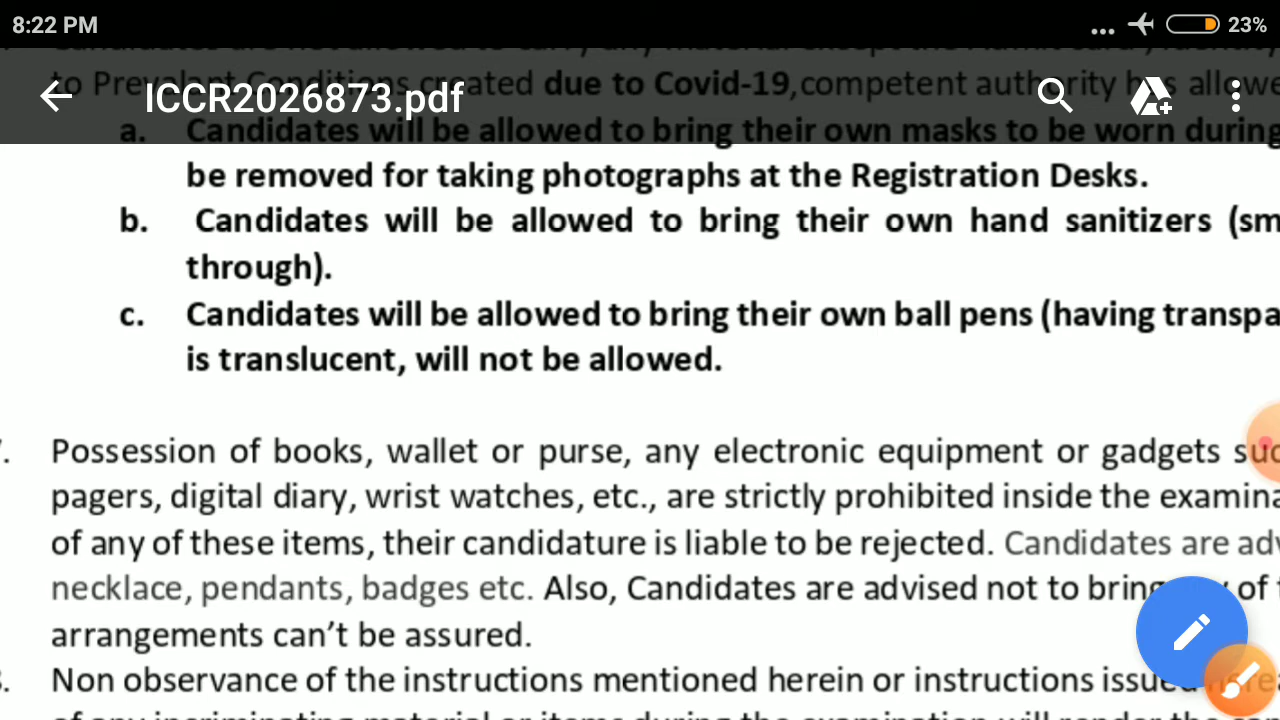 8:22 PM
23%
to Prevalent Conditions created due to Covid-19, competent authority has allowe
ICCR2026873.pdf
a. Candidates will be allowed to bring their own masks to be worn during
be removed for taking photographs at the Registration Desks.
b. Candidates will be allowed to bring their own hand sanitizers (sm
through).
c. Candidates will be allowed to bring their own ball pens (having transpa
is translucent, will not be allowed.
Possession of books, wallet or purse, any electronic equipment or gadgets suc
pagers, digital diary, wrist watches, etc., are strictly prohibited inside the examina
of any of these items, their candidature is liable to be rejected. Candidates are adv
necklace, pendants, badges etc. Also, Candidates are advised not to bring of t
arrangements can't be assured.
Non observance of the instructions mentioned herein or instructions issued